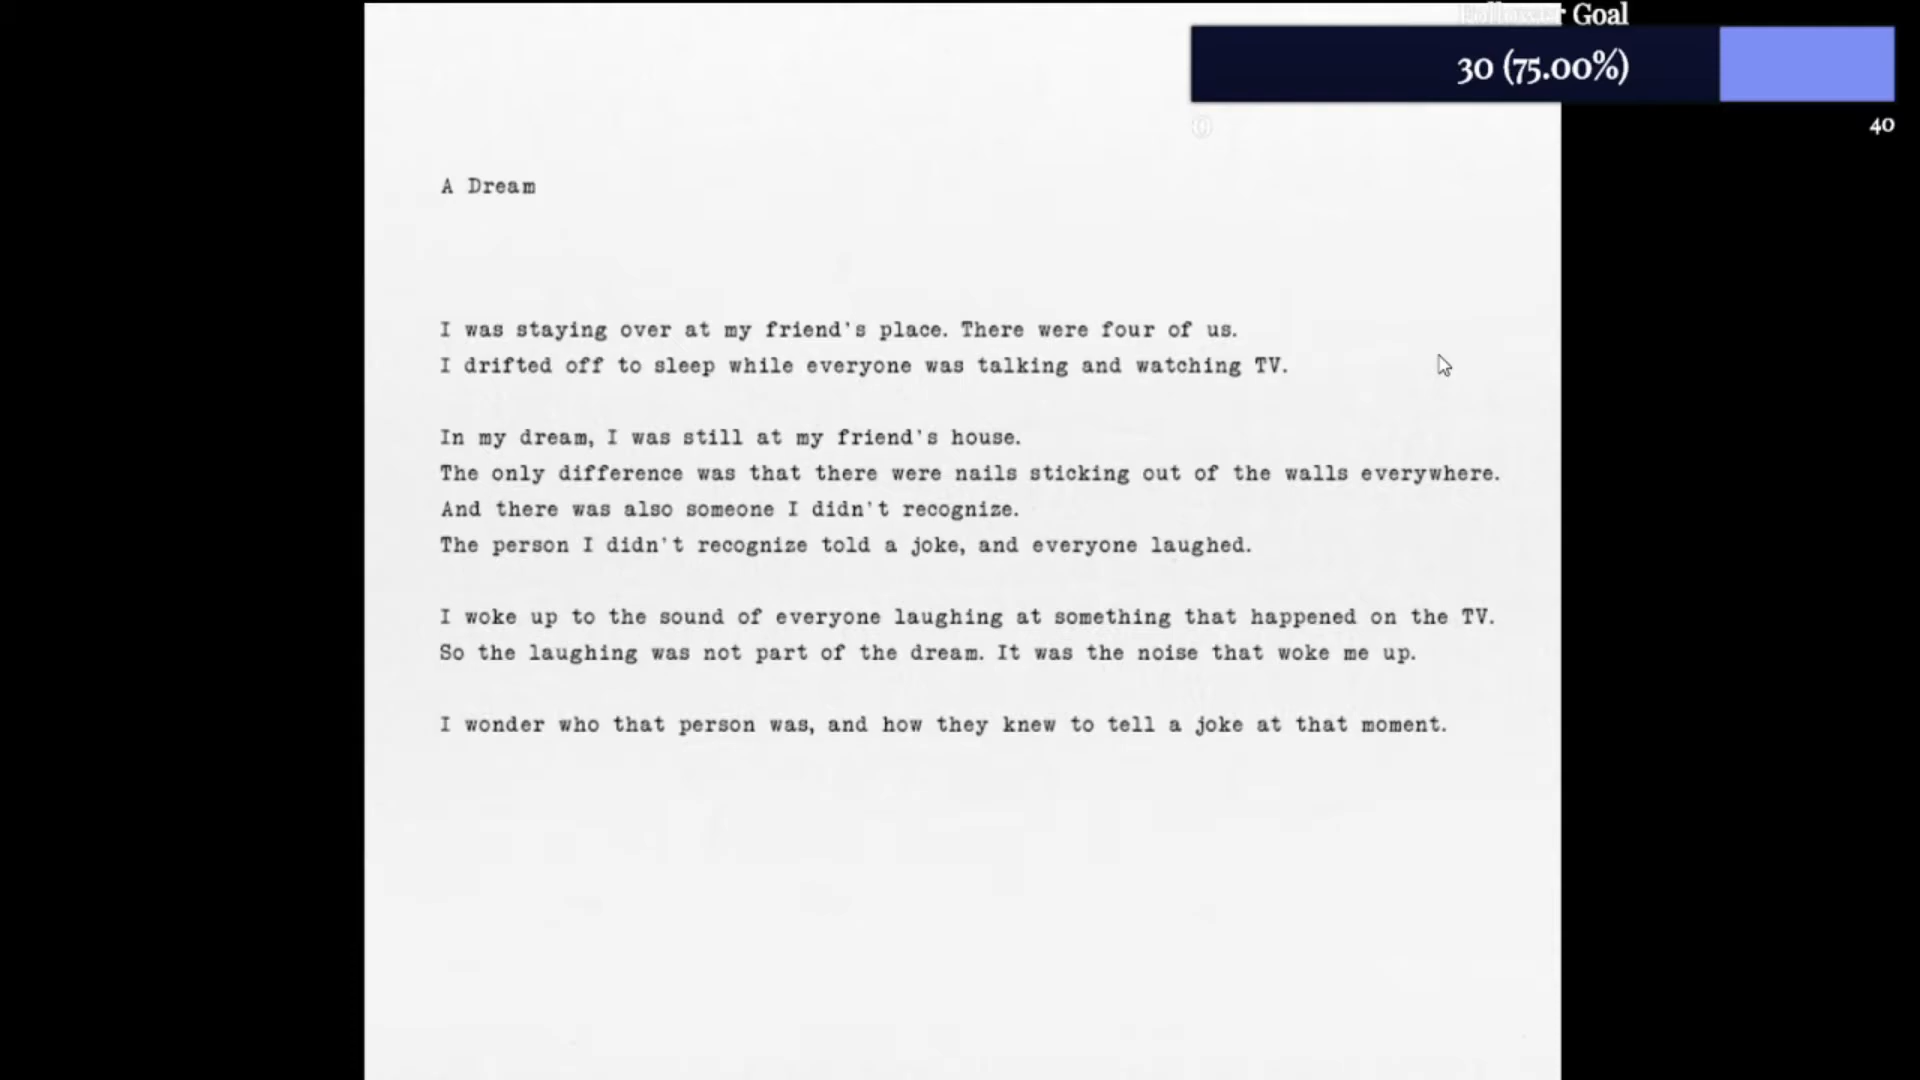 Follower Goal
30 (75.00%)
0
40
A Dream
I was staying over at my friend's place. There were four of us.
I drifted off to sleep while everyone was talking and watching TV.
In my dream, I was still at my friend's house.
The only difference was that there were nails sticking out of the walls everywhere.
And there was also someone I didn't recognize.
The person I didn't recognize told a joke, and everyone laughed.
I woke up to the sound of everyone laughing at something that happened on the TV.
So the laughing was not part of the dream. It was the noise that woke me up.
I wonder who that person was, and how they knew to tell a joke at that moment.